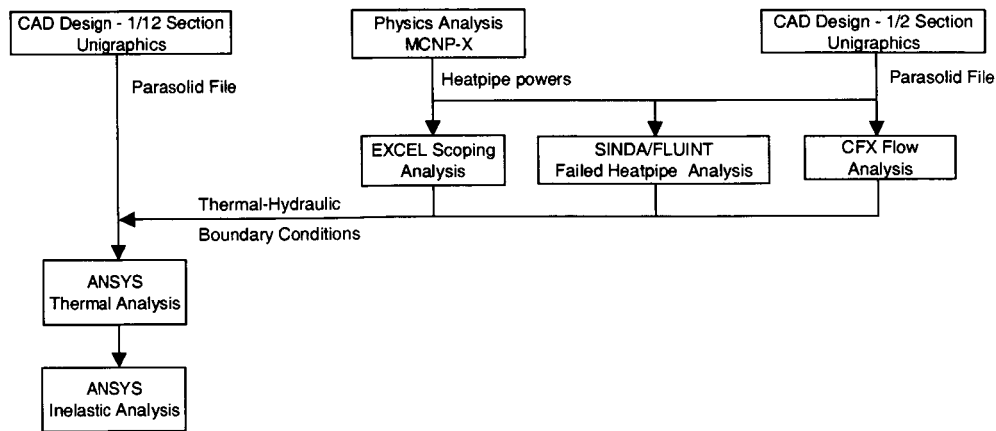 CAD Design - 1/12 Section
Unigraphics
Physics Analysis
MCNP-X
CAD Design - 1/2 Section
Unigraphics
Parasolid File
Heatpipe powers
Parasolid File
EXCEL Scoping
Analysis
SINDA/FLUINT
Failed Heatpipe Analysis
CFX Flow
Analysis
Thermal-Hydraulic
Boundary Conditions
ANSYS
Thermal Analysis
ANSYS
Inelastic Analysis